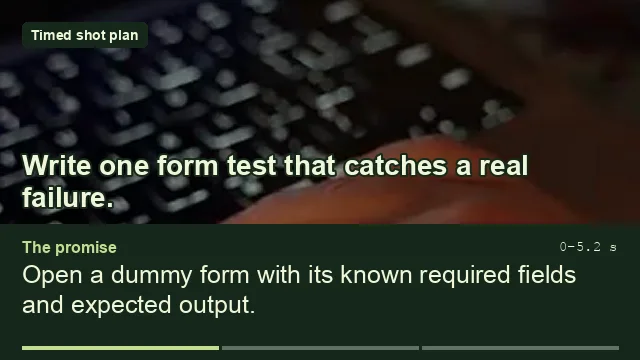 Timed shot plan
Write one form test that catches a real
failure.
The promise
0–5.2 s
Open a dummy form with its known required fields
and expected output.